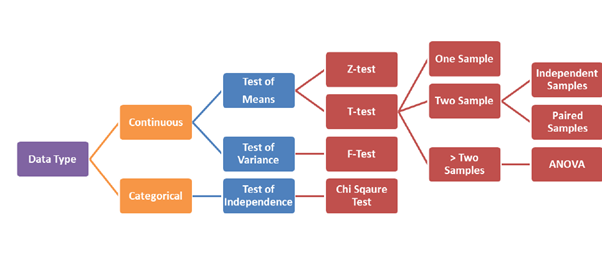 Data Type
Continuous
Categorical
Test of
Means
Test of
Variance
Test of
Independence
Z-test
T-test
F-Test
Chi Sqaure
Test
One Sample
Two Sample
> Two
Samples
Independent
Samples
Paired
Samples
ANOVA